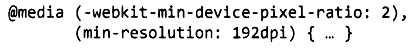 @media (-webkit-min-device-pixel-ratio: 2),
(min-resolution: 192dpi) { … }